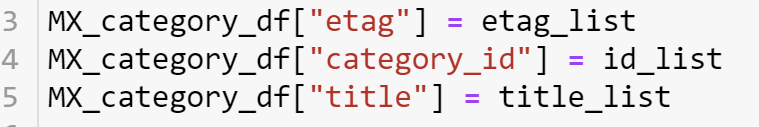 3 MX_category_df["etag"] = etag_list
4 MX_category_df["category_id"] = id_list
5 MX_category_df["title"] = title_list